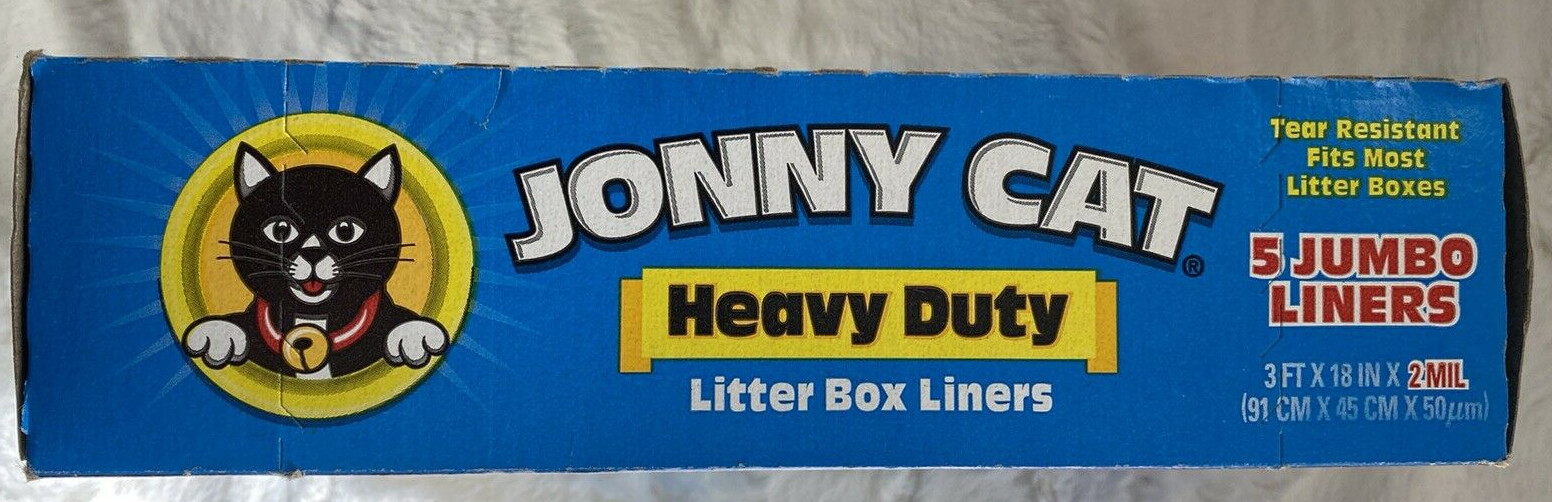 JONNY CAT®
Heavy Duty
Litter Box Liners
Tear Resistant
Fits Most
Litter Boxes
5 JUMBO
LINERS
3 FT X 18 IN X 2 MIL
(91 CM X 45 CM X 50μm)